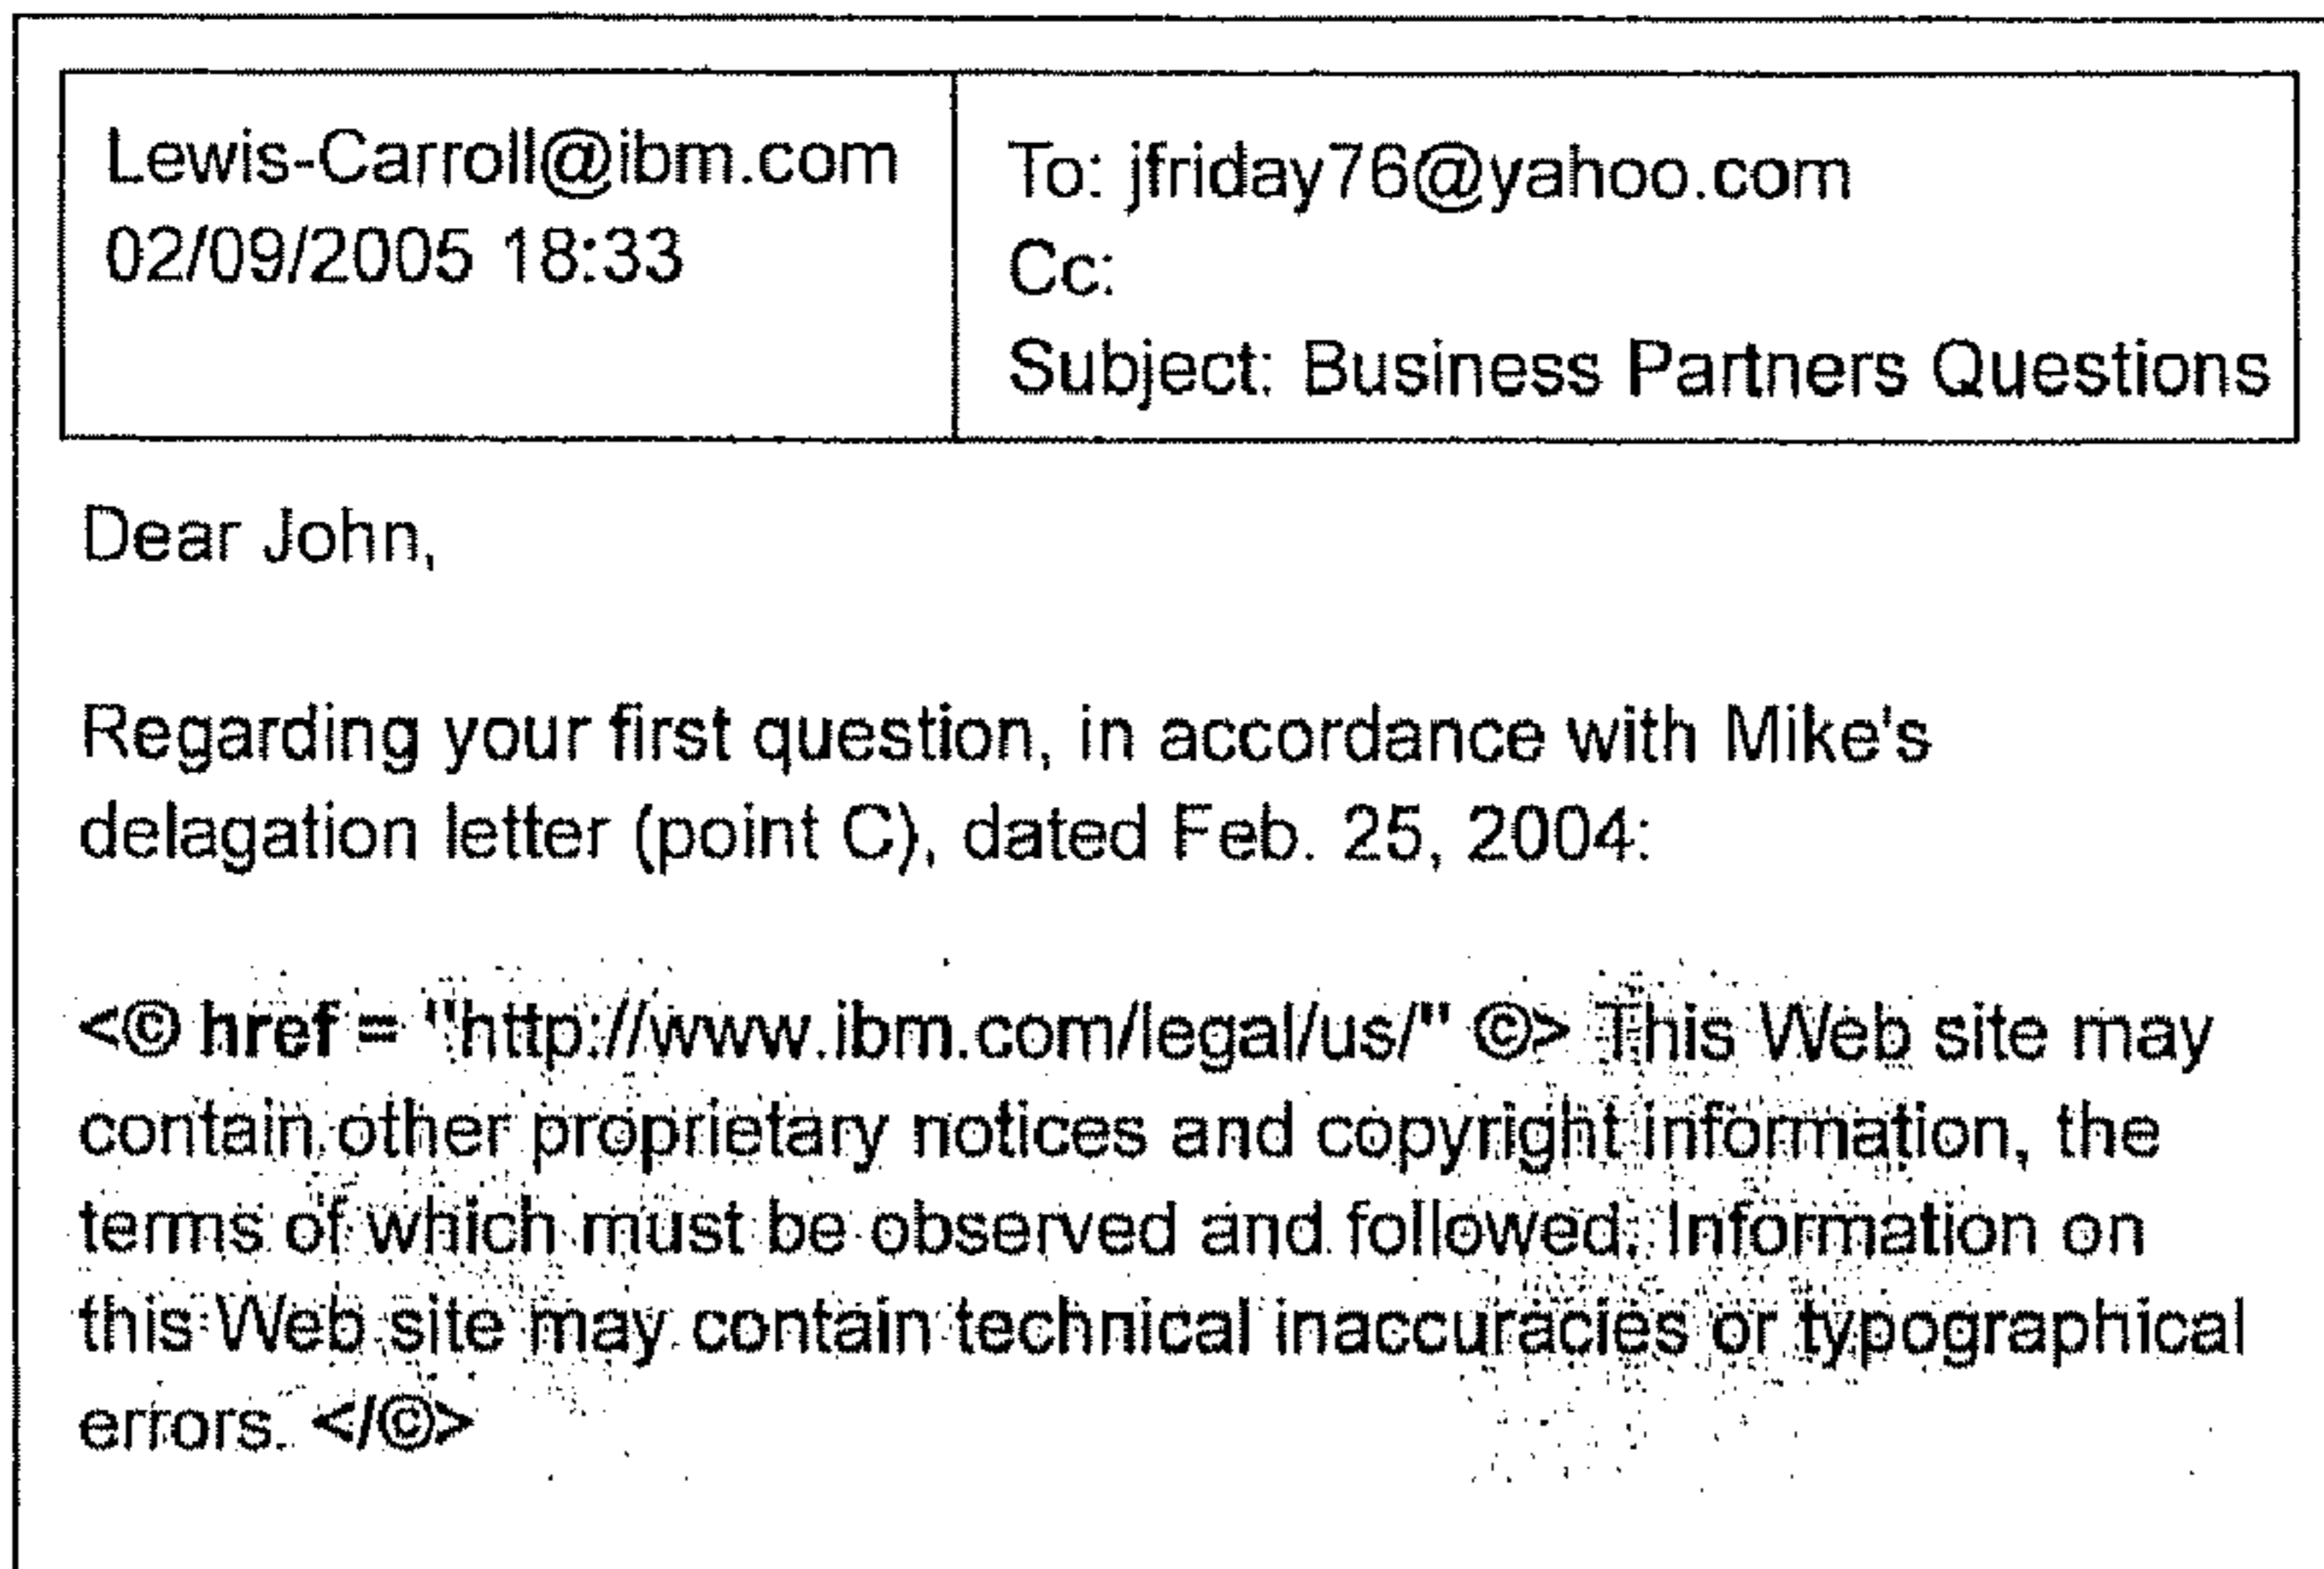 Lewis-Carroll@ibm.com
02/09/2005 18:33
To: jfriday76@yahoo.com
Cc:
Subject: Business Partners Questions
Dear John,
Regarding your first question, in accordance with Mike's
delagation letter (point C), dated Feb. 25, 2004:
<© href = "http://www.ibm.com/legal/us/" ©> This Web site may
contain other proprietary notices and copyright information, the
terms of which must be observed and followed. Information on
this Web site may contain technical inaccuracies or typographical
errors. </©>